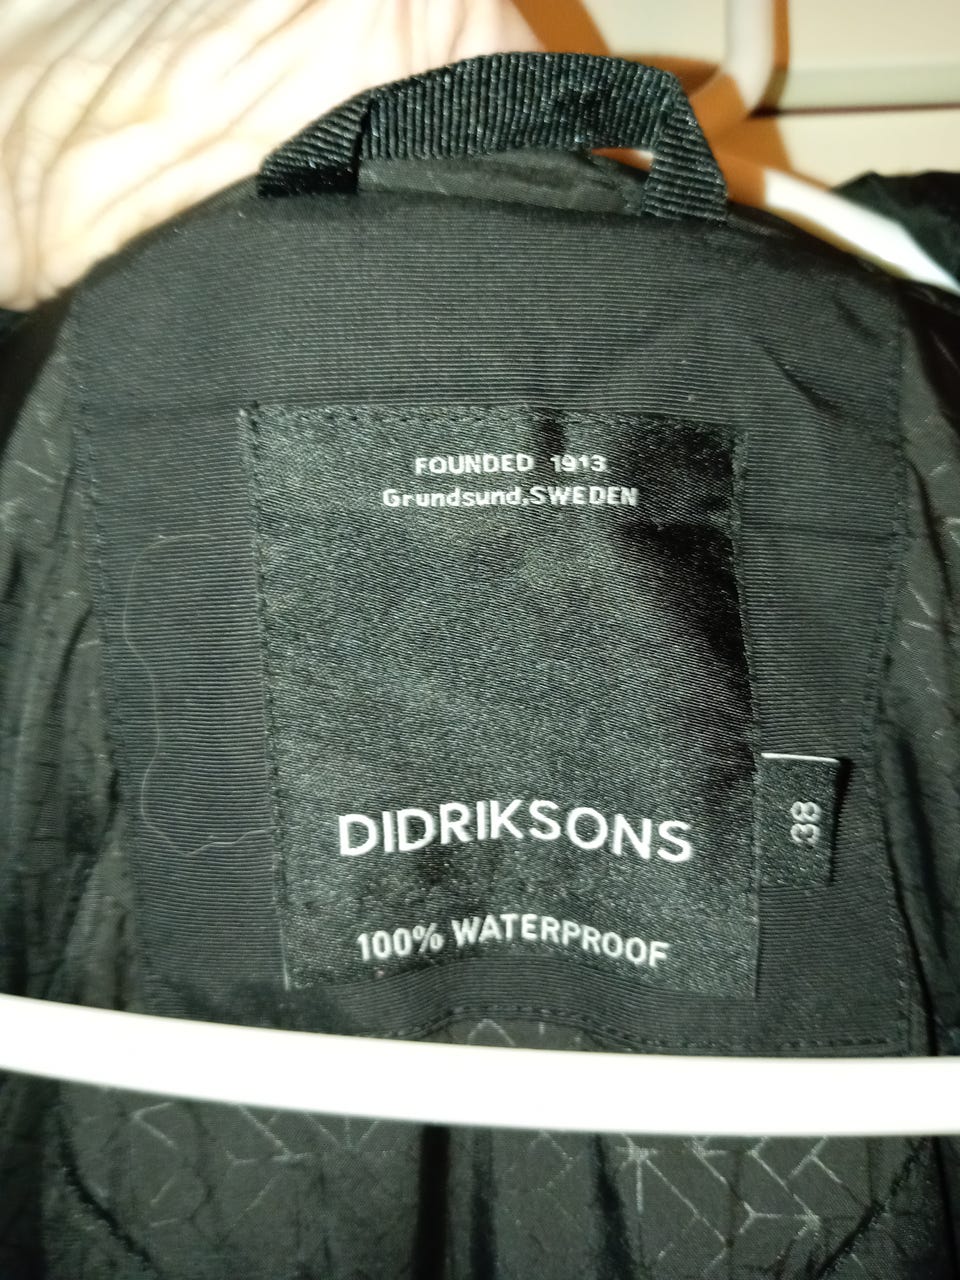 FOUNDED 1913
Grundsund,SWEDEN
DIDRIKSONS
38
100% WATERPROOF